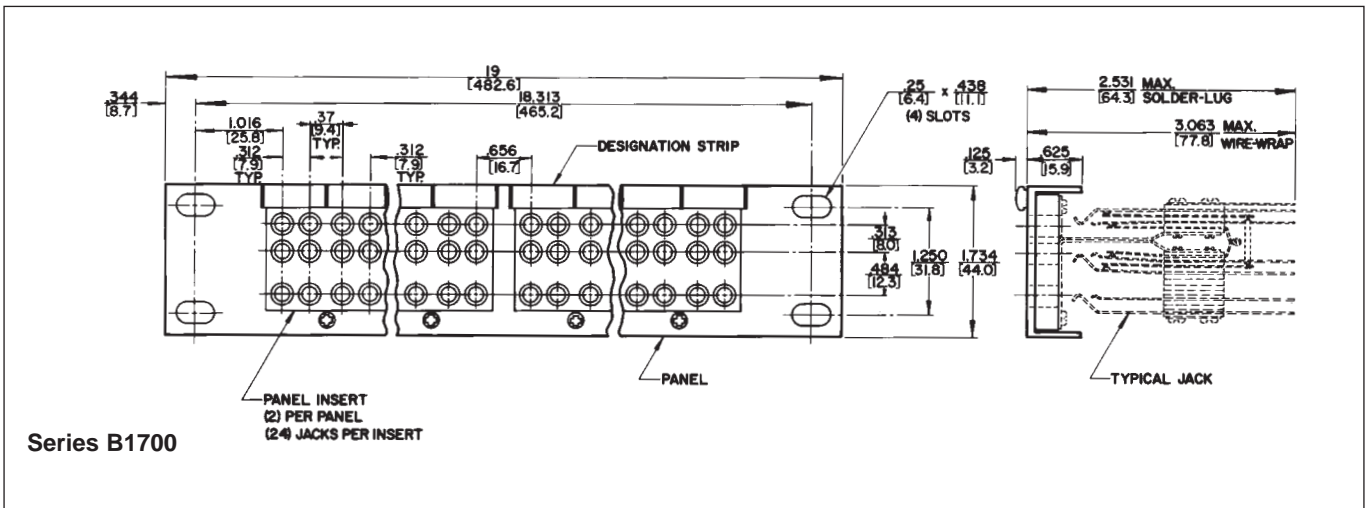 19
[482.6]
.344
[8.7]
18.313
[465.2]
.25 x .438
[6.4] [11.1]
(4) SLOTS
2.531 MAX.
[64.3] SOLDER-LUG
1.016
[25.8]
.37
[9.4]
TYP.
3.063 MAX.
[77.8] WIRE-WRAP
.312
[7.9]
TYP.
.312
[7.9]
TYP.
.656
[16.7]
DESIGNATION STRIP
.125
[3.2]
.625
[15.9]
.313
[8.0]
1.250
[31.8]
1.734
[44.0]
.484
[12.3]
PANEL
TYPICAL JACK
PANEL INSERT
(2) PER PANEL
(24) JACKS PER INSERT
Series B1700